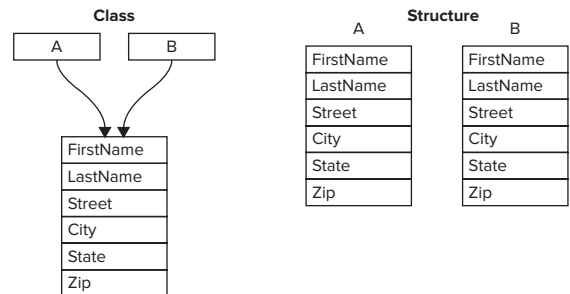 Class
A
B
FirstName
LastName
Street
City
State
Zip
Structure
A
B
FirstName
LastName
Street
City
State
Zip
FirstName
LastName
Street
City
State
Zip